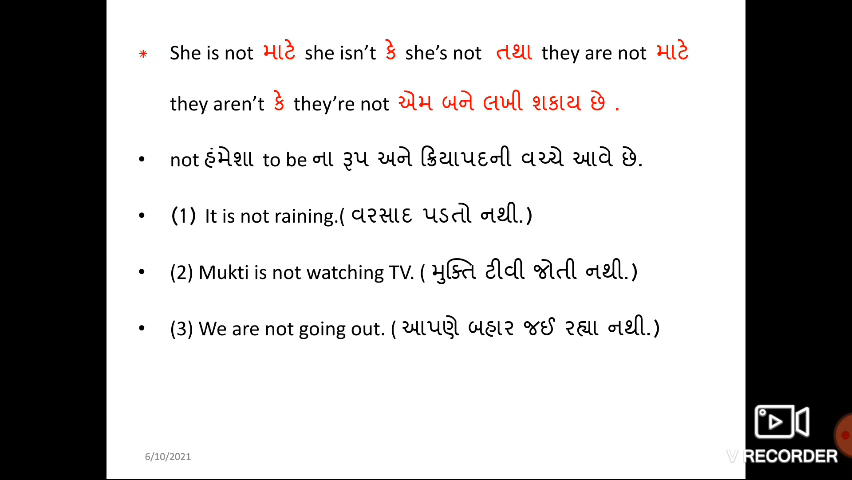 * She is not માટે she isn't કે she's not તથા they are not માટે
they aren't કે they're not એમ બને લખી શકાય છે .
• not હંમેશા to be ના રૂપ અને ક્રિયાપદની વચ્ચે આવે છે.
• (1) It is not raining.( વરસાદ પડતો નથી.)
• (2) Mukti is not watching TV. ( મુક્તિ ટીવી જોતી નથી.)
• (3) We are not going out. ( આપણે બહાર જઈ રહ્યા નથી.)
6/10/2021
V RECORDER